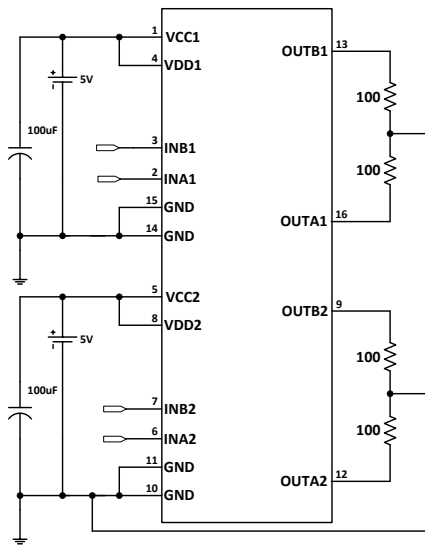 1 VCC1
4 VDD1
+ 5V
-
100uF
3 INB1
2 INA1
15 GND
14 GND
OUTB1 13
100
100
OUTA1 16
5 VCC2
8 VDD2
+ 5V
-
100uF
7 INB2
6 INA2
11 GND
10 GND
OUTB2 9
100
100
OUTA2 12